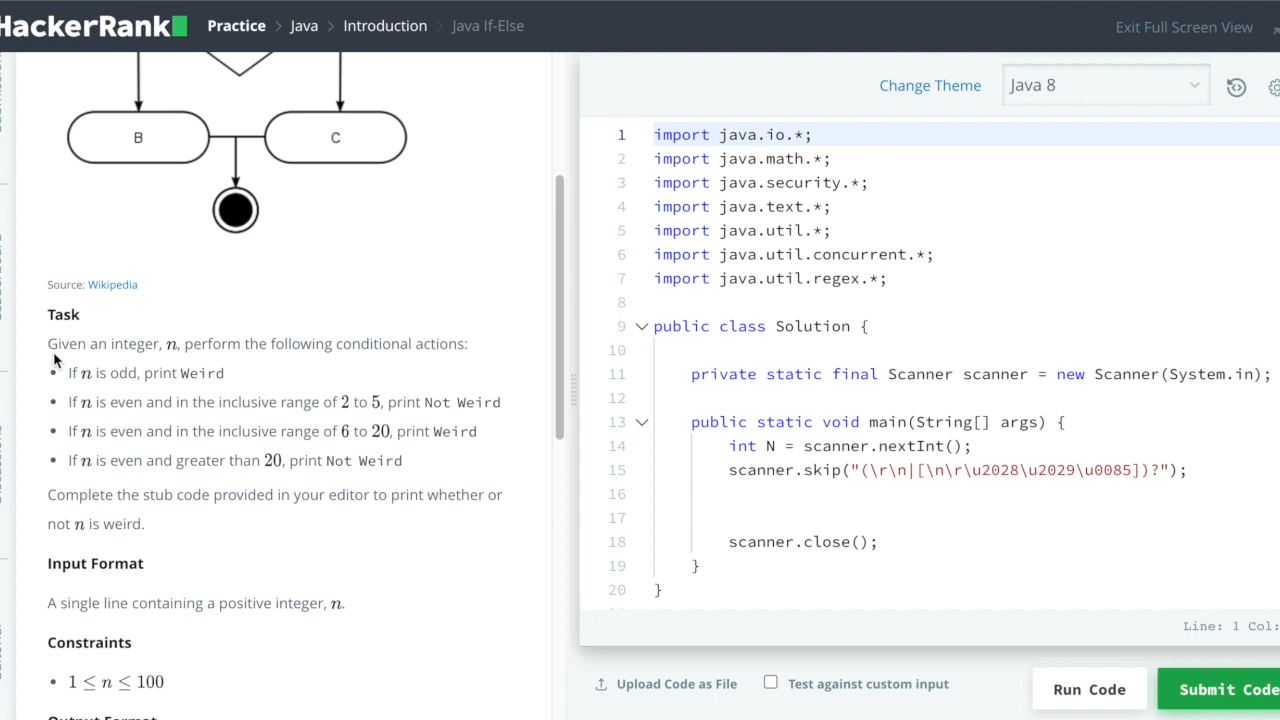 HackerRank Practice > Java > Introduction > Java If-Else Exit Full Screen View
B C
Source: Wikipedia
Task
Given an integer, n, perform the following conditional actions:
• If n is odd, print Weird
• If n is even and in the inclusive range of 2 to 5, print Not Weird
• If n is even and in the inclusive range of 6 to 20, print Weird
• If n is even and greater than 20, print Not Weird
Complete the stub code provided in your editor to print whether or
not n is weird.
Input Format
A single line containing a positive integer, n.
Constraints
• 1 ≤ n ≤ 100
Output Format
Change Theme Java 8
1 import java.io.*;
2 import java.math.*;
3 import java.security.*;
4 import java.text.*;
5 import java.util.*;
6 import java.util.concurrent.*;
7 import java.util.regex.*;
8
9 public class Solution {
10
11 private static final Scanner scanner = new Scanner(System.in);
12
13 public static void main(String[] args) {
14 int N = scanner.nextInt();
15 scanner.skip("(\r\n|[\n\r\u2028\u2029\u0085])?");
16
17
18 scanner.close();
19 }
20 }
Line: 1 Col:
Upload Code as File Test against custom input Run Code Submit Code